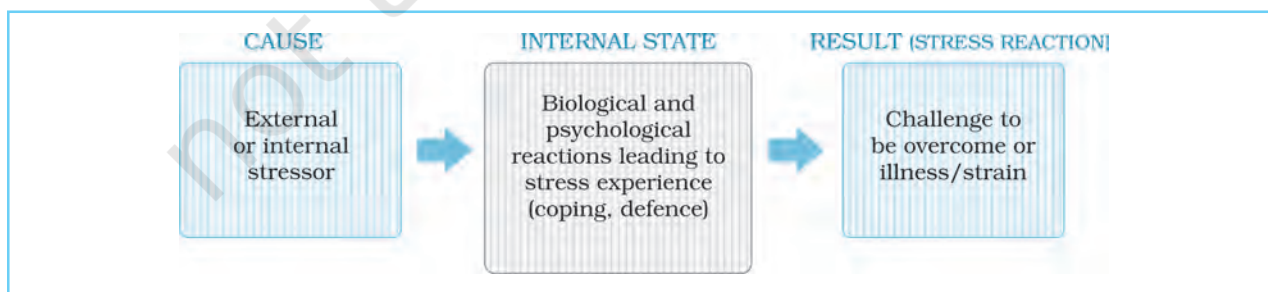 CAUSE
External
or internal
stressor
INTERNAL STATE
Biological and
psychological
reactions leading to
stress experience
(coping, defence)
RESULT (STRESS REACTION)
Challenge to
be overcome or
illness/strain
not